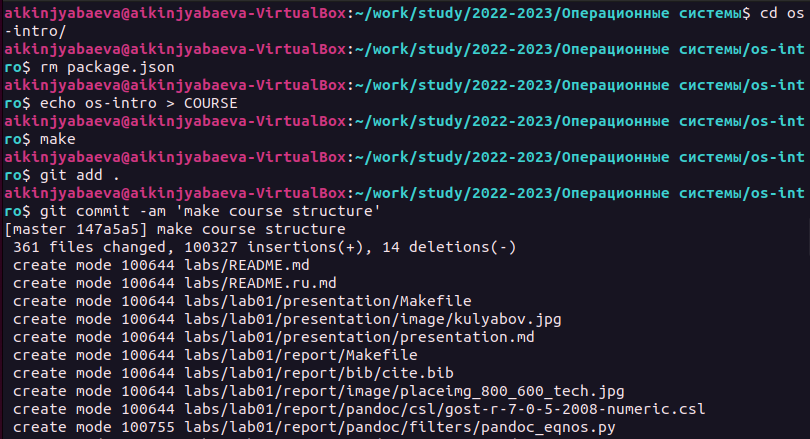 aikinjyabaeva@aikinjyabaeva-VirtualBox:~/work/study/2022-2023/Операционные системы$ cd os
-intro/
aikinjyabaeva@aikinjyabaeva-VirtualBox:~/work/study/2022-2023/Операционные системы/os-int
ro$ rm package.json
aikinjyabaeva@aikinjyabaeva-VirtualBox:~/work/study/2022-2023/Операционные системы/os-int
ro$ echo os-intro > COURSE
aikinjyabaeva@aikinjyabaeva-VirtualBox:~/work/study/2022-2023/Операционные системы/os-int
ro$ make
aikinjyabaeva@aikinjyabaeva-VirtualBox:~/work/study/2022-2023/Операционные системы/os-int
ro$ git add .
aikinjyabaeva@aikinjyabaeva-VirtualBox:~/work/study/2022-2023/Операционные системы/os-int
ro$ git commit -am 'make course structure'
[master 147a5a5] make course structure
 361 files changed, 100327 insertions(+), 14 deletions(-)
 create mode 100644 labs/README.md
 create mode 100644 labs/README.ru.md
 create mode 100644 labs/lab01/presentation/Makefile
 create mode 100644 labs/lab01/presentation/image/kulyabov.jpg
 create mode 100644 labs/lab01/presentation/presentation.md
 create mode 100644 labs/lab01/report/Makefile
 create mode 100644 labs/lab01/report/bib/cite.bib
 create mode 100644 labs/lab01/report/image/placeimg_800_600_tech.jpg
 create mode 100644 labs/lab01/report/pandoc/csl/gost-r-7-0-5-2008-numeric.csl
 create mode 100755 labs/lab01/report/pandoc/filters/pandoc_eqnos.py